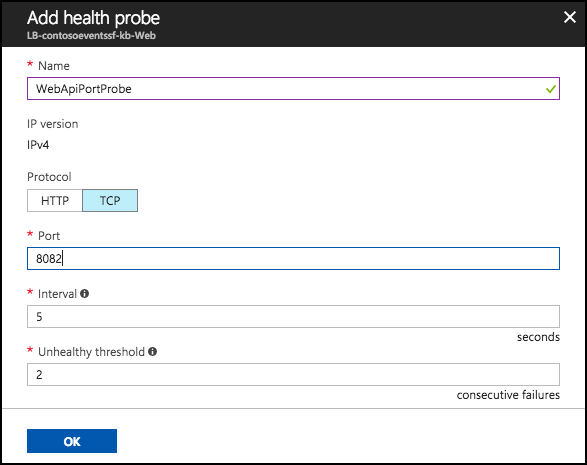 Add health probe
LB-contosoeventssf-kb-Web
* Name
WebApiPortProbe
IP version
IPv4
Protocol
HTTP TCP
* Port
8082
* Interval
5
seconds
* Unhealthy threshold
2
consecutive failures
OK